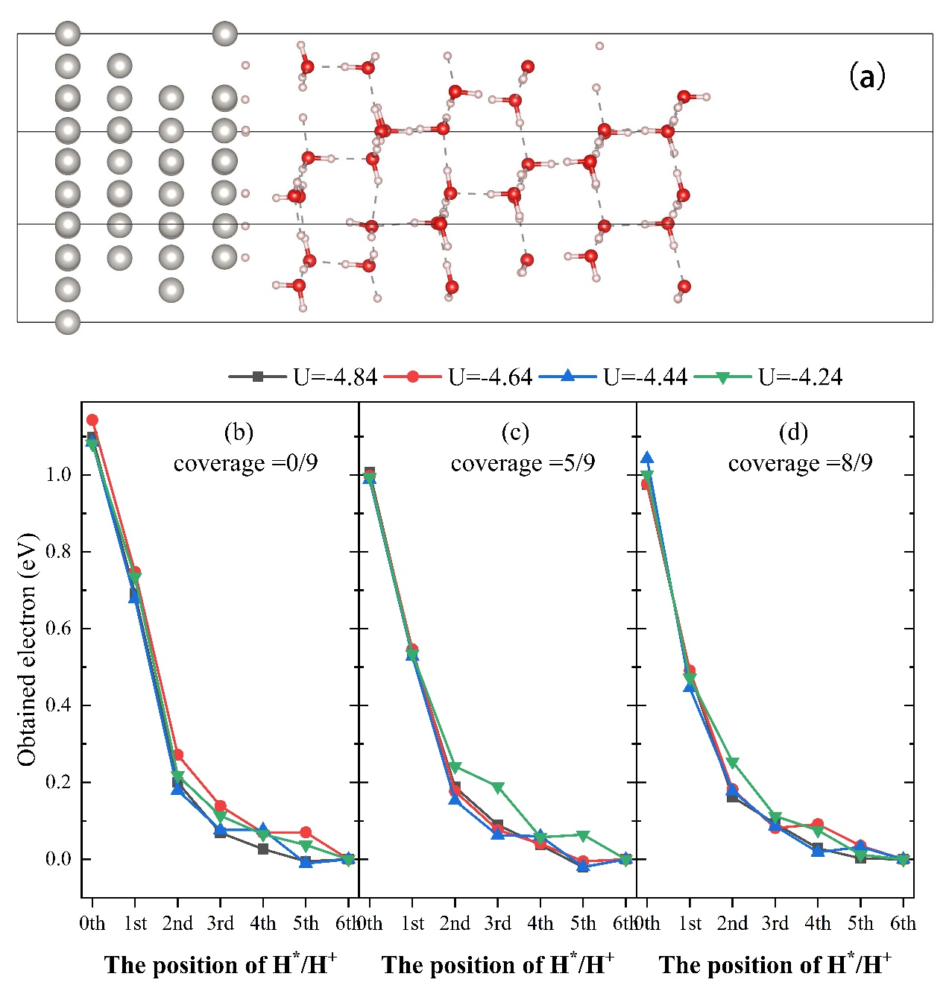 (a)
U=-4.84 U=-4.64 U=-4.44 U=-4.24
(b) (c) (d)
coverage =0/9 coverage =5/9 coverage =8/9
1.0
0.8
0.6
0.4
0.2
0.0
Obtained electron (eV)
0th 1st 2nd 3rd 4th 5th 6th 0th 1st 2nd 3rd 4th 5th 6th 0th 1st 2nd 3rd 4th 5th 6th
The position of H*/H+ The position of H*/H+ The position of H*/H+